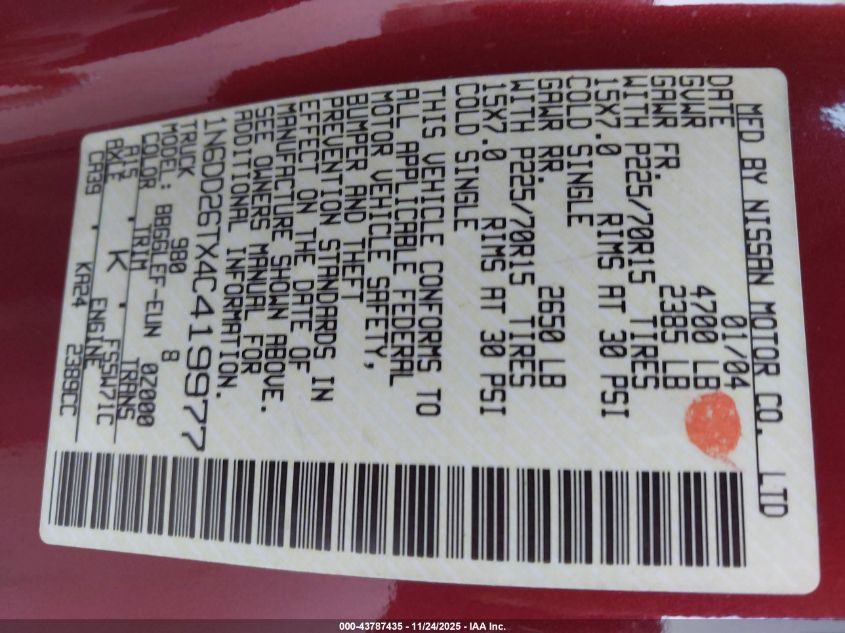 MFD BY NISSAN MOTOR CO., LTD
DATE 01/04
GVWR 4700 LB
GAWR FR. 2385 LB
WITH P225/70R15 TIRES
15X7.0 RIMS AT 30 PSI
COLD SINGLE
GAWR RR. 2650 LB
WITH P225/70R15 TIRES
15X7.0 RIMS AT 30 PSI
COLD SINGLE
THIS VEHICLE CONFORMS TO
ALL APPLICABLE FEDERAL
MOTOR VEHICLE SAFETY,
BUMPER AND THEFT
PREVENTION STANDARDS IN
EFFECT ON THE DATE OF
MANUFACTURE SHOWN ABOVE.
SEE OWNERS MANUAL FOR
ADDITIONAL INFORMATION.
1N6DD26TX4C419977
TRUCK 980 8
MODEL: BBSGLEF-EUN 02000
COLOR TRIM TRANS
A15 . K . FS5W71C
AXLE ENGINE
CA39 . KA24 2389CC
000-43787435 - 11/24/2025 - IAA Inc.